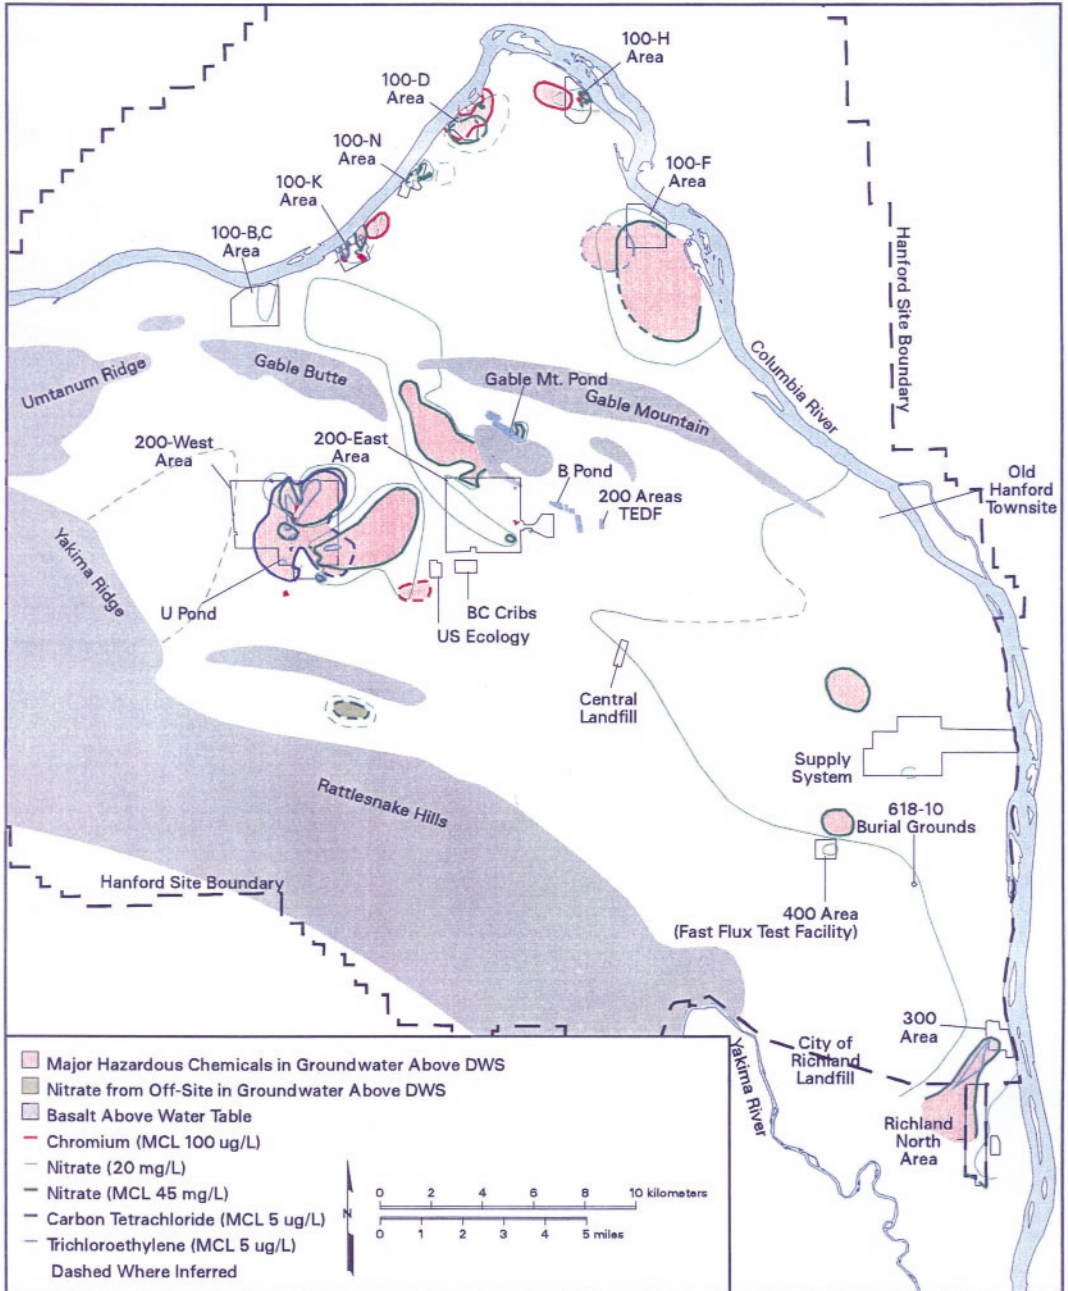 100-H
Area
100-D
Area
100-N
Area
100-K
Area
100-F
Area
100-B,C
Area
Hanford Site Boundary
Columbia River
Umtanum Ridge
Gable Butte
Gable Mt. Pond
Gable Mountain
200-West
Area
200-East
Area
B Pond
200 Areas
TEDF
Old
Hanford
Townsite
Yakima Ridge
U Pond
BC Cribs
US Ecology
Central
Landfill
Supply
System
Rattlesnake Hills
618-10
Burial Grounds
Hanford Site Boundary
400 Area
(Fast Flux Test Facility)
300
Area
City of
Richland
Landfill
Yakima River
Richland
North
Area
Major Hazardous Chemicals in Groundwater Above DWS
Nitrate from Off-Site in Groundwater Above DWS
Basalt Above Water Table
Chromium (MCL 100 ug/L)
Nitrate (20 mg/L)
Nitrate (MCL 45 mg/L)
Carbon Tetrachloride (MCL 5 ug/L)
Trichloroethylene (MCL 5 ug/L)
Dashed Where Inferred
N
0 2 4 6 8 10 kilometers
0 1 2 3 4 5 miles